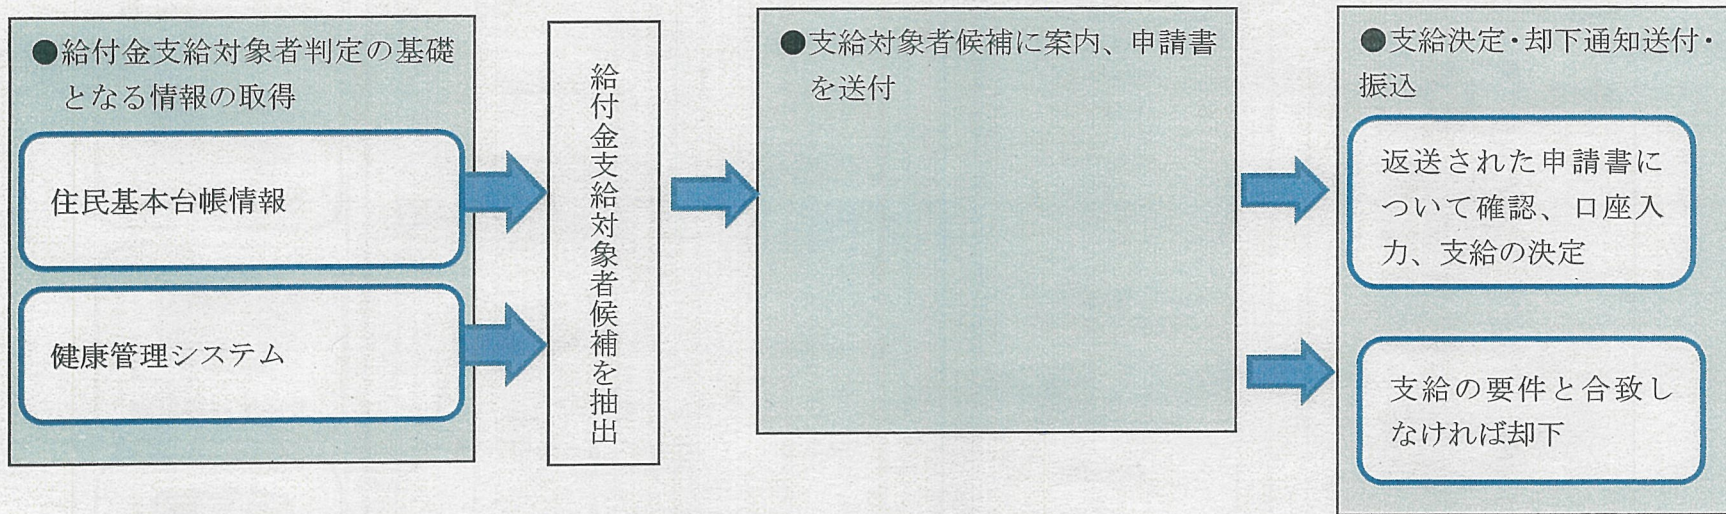 ●給付金支給対象者判定の基礎
となる情報の取得
住民基本台帳情報
健康管理システム
給付金支給対象者候補を抽出
●支給対象者候補に案内、申請書
を送付
●支給決定・却下通知送付・
振込
返送された申請書に
ついて確認、口座入
力、支給の決定
支給の要件と合致し
なければ却下